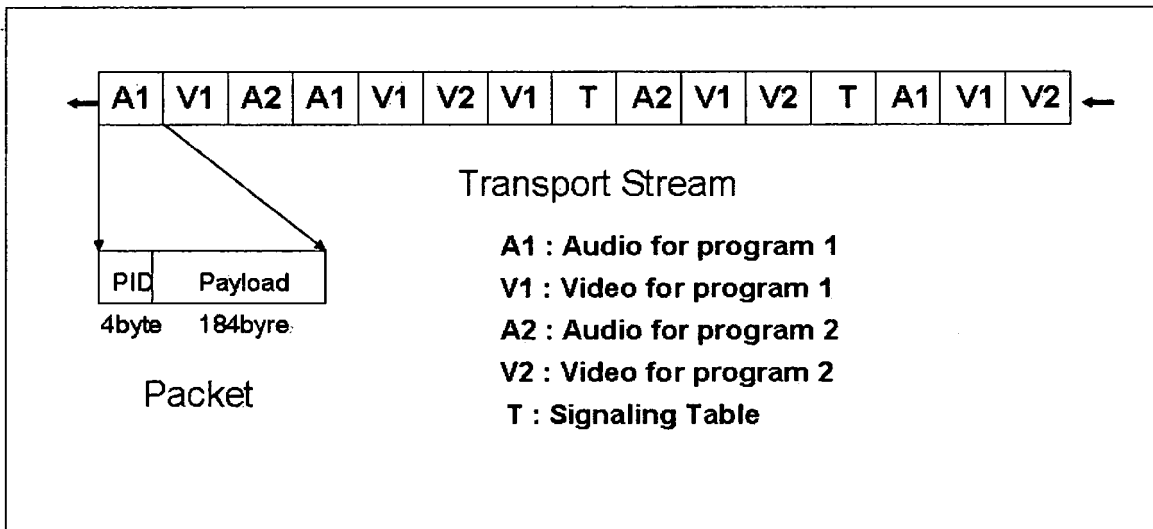 A1 V1 A2 A1 V1 V2 V1 T A2 V1 V2 T A1 V1 V2
Transport Stream
A1 : Audio for program 1
V1 : Video for program 1
A2 : Audio for program 2
V2 : Video for program 2
T : Signaling Table
PID Payload
4byte 184byre
Packet